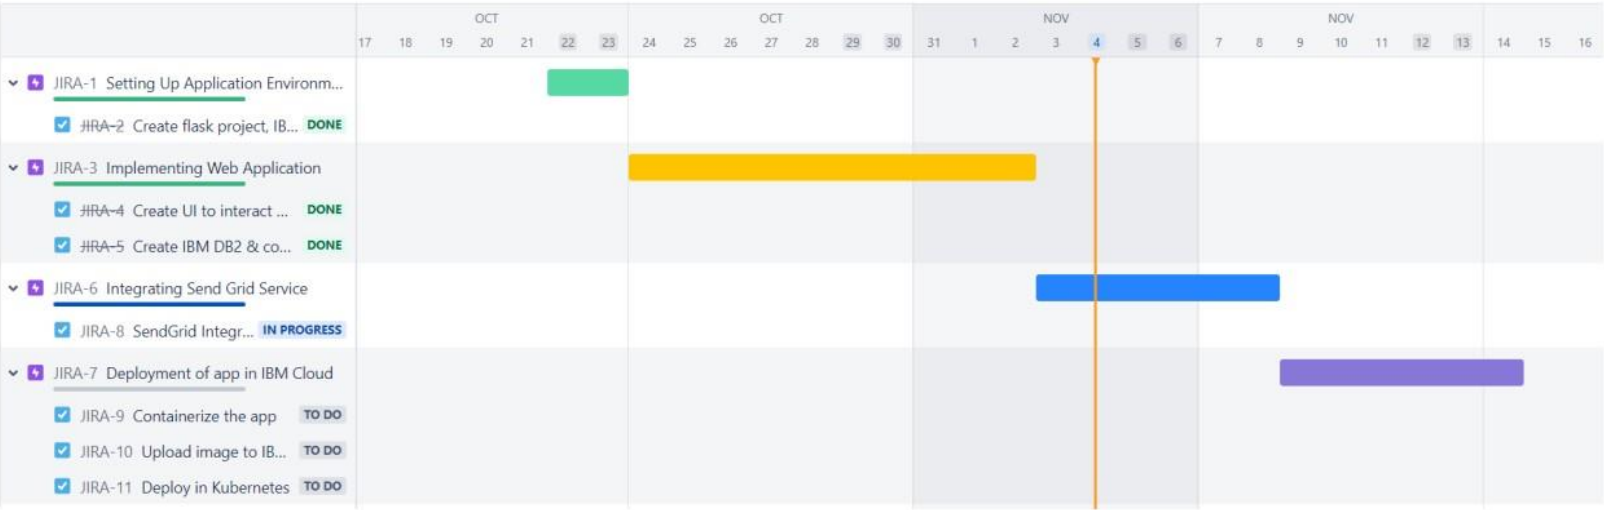 OCT OCT NOV NOV
17 18 19 20 21 22 23 24 25 26 27 28 29 30 31 1 2 3 4 5 6 7 8 9 10 11 12 13 14 15 16
JIRA-1 Setting Up Application Environm...
JIRA-2 Create flask project, IB... DONE
JIRA-3 Implementing Web Application
JIRA-4 Create UI to interact ... DONE
JIRA-5 Create IBM DB2 & co... DONE
JIRA-6 Integrating Send Grid Service
JIRA-8 SendGrid Integr... IN PROGRESS
JIRA-7 Deployment of app in IBM Cloud
JIRA-9 Containerize the app TO DO
JIRA-10 Upload image to IB... TO DO
JIRA-11 Deploy in Kubernetes TO DO